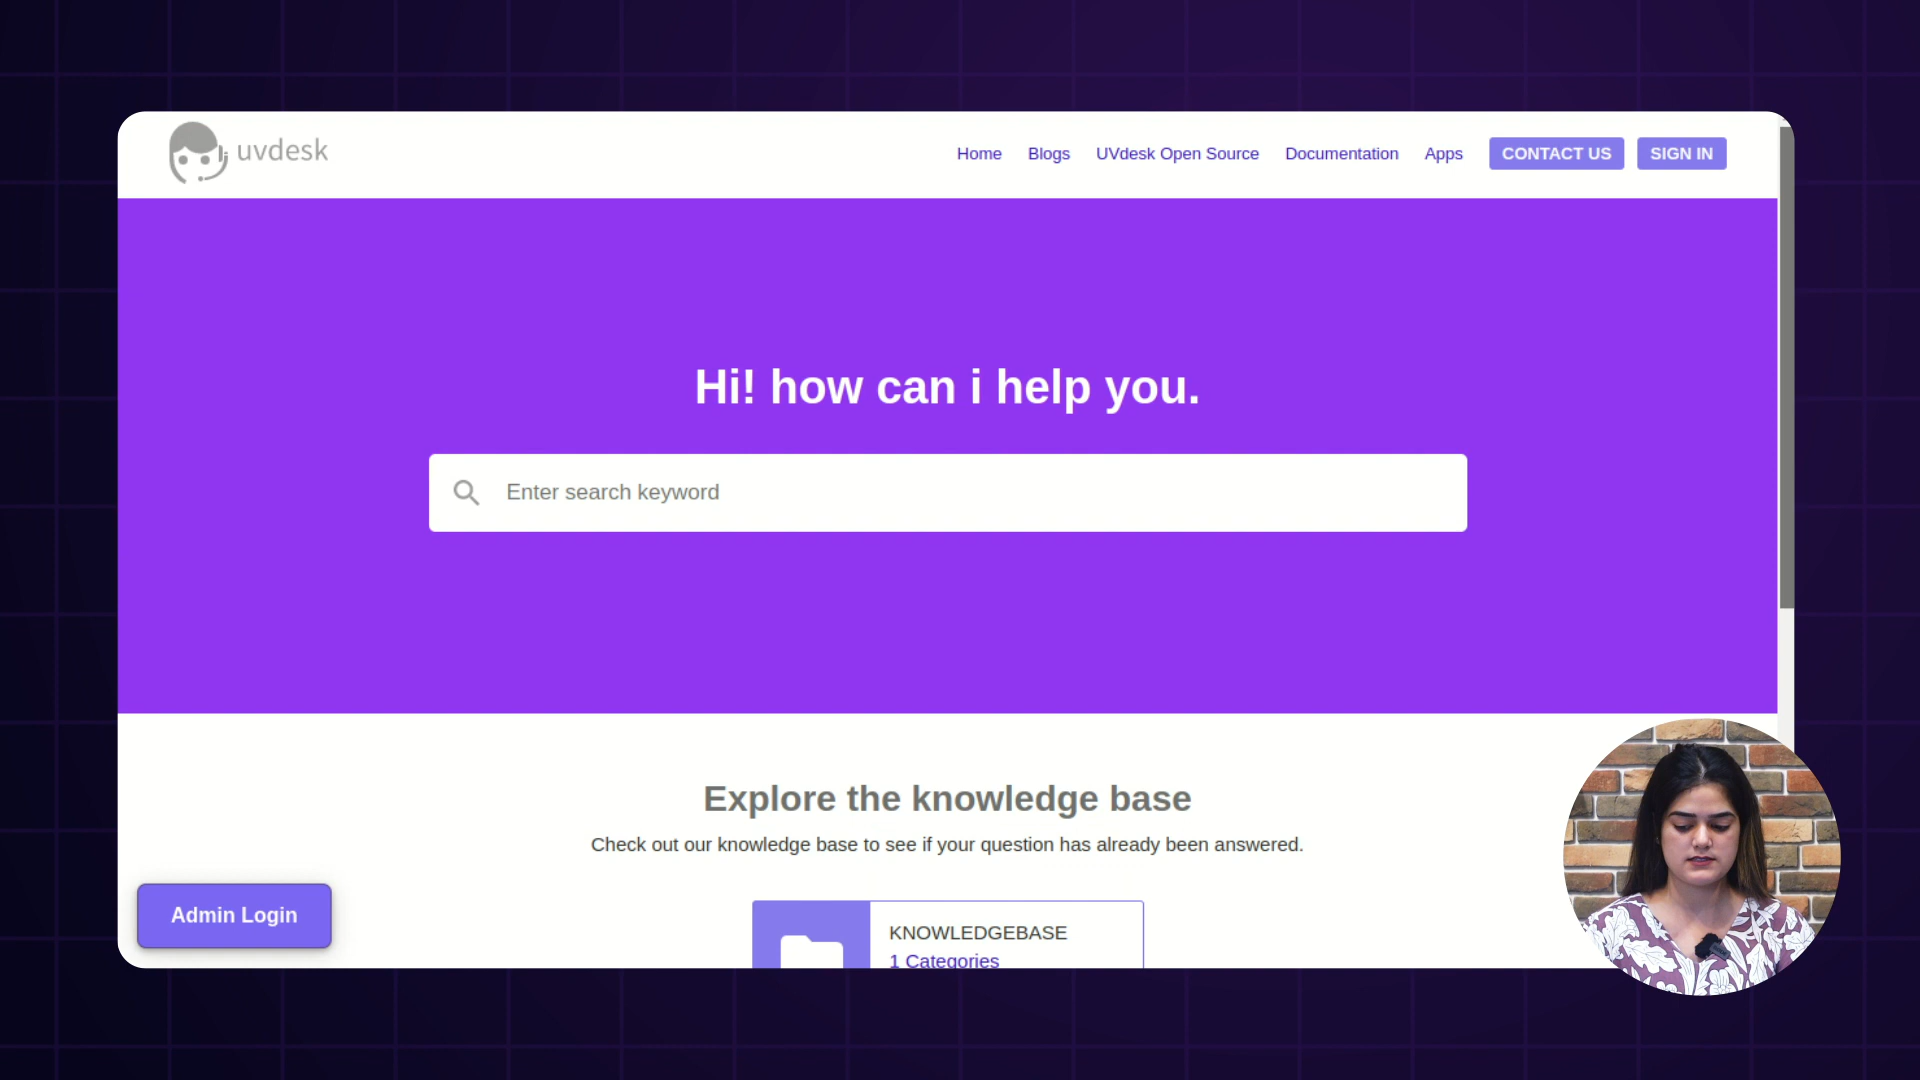 uvdesk
Home Blogs UVdesk Open Source Documentation Apps CONTACT US SIGN IN
Hi! how can i help you.
Enter search keyword
Explore the knowledge base
Check out our knowledge base to see if your question has already been answered.
Admin Login
KNOWLEDGEBASE
1 Categories